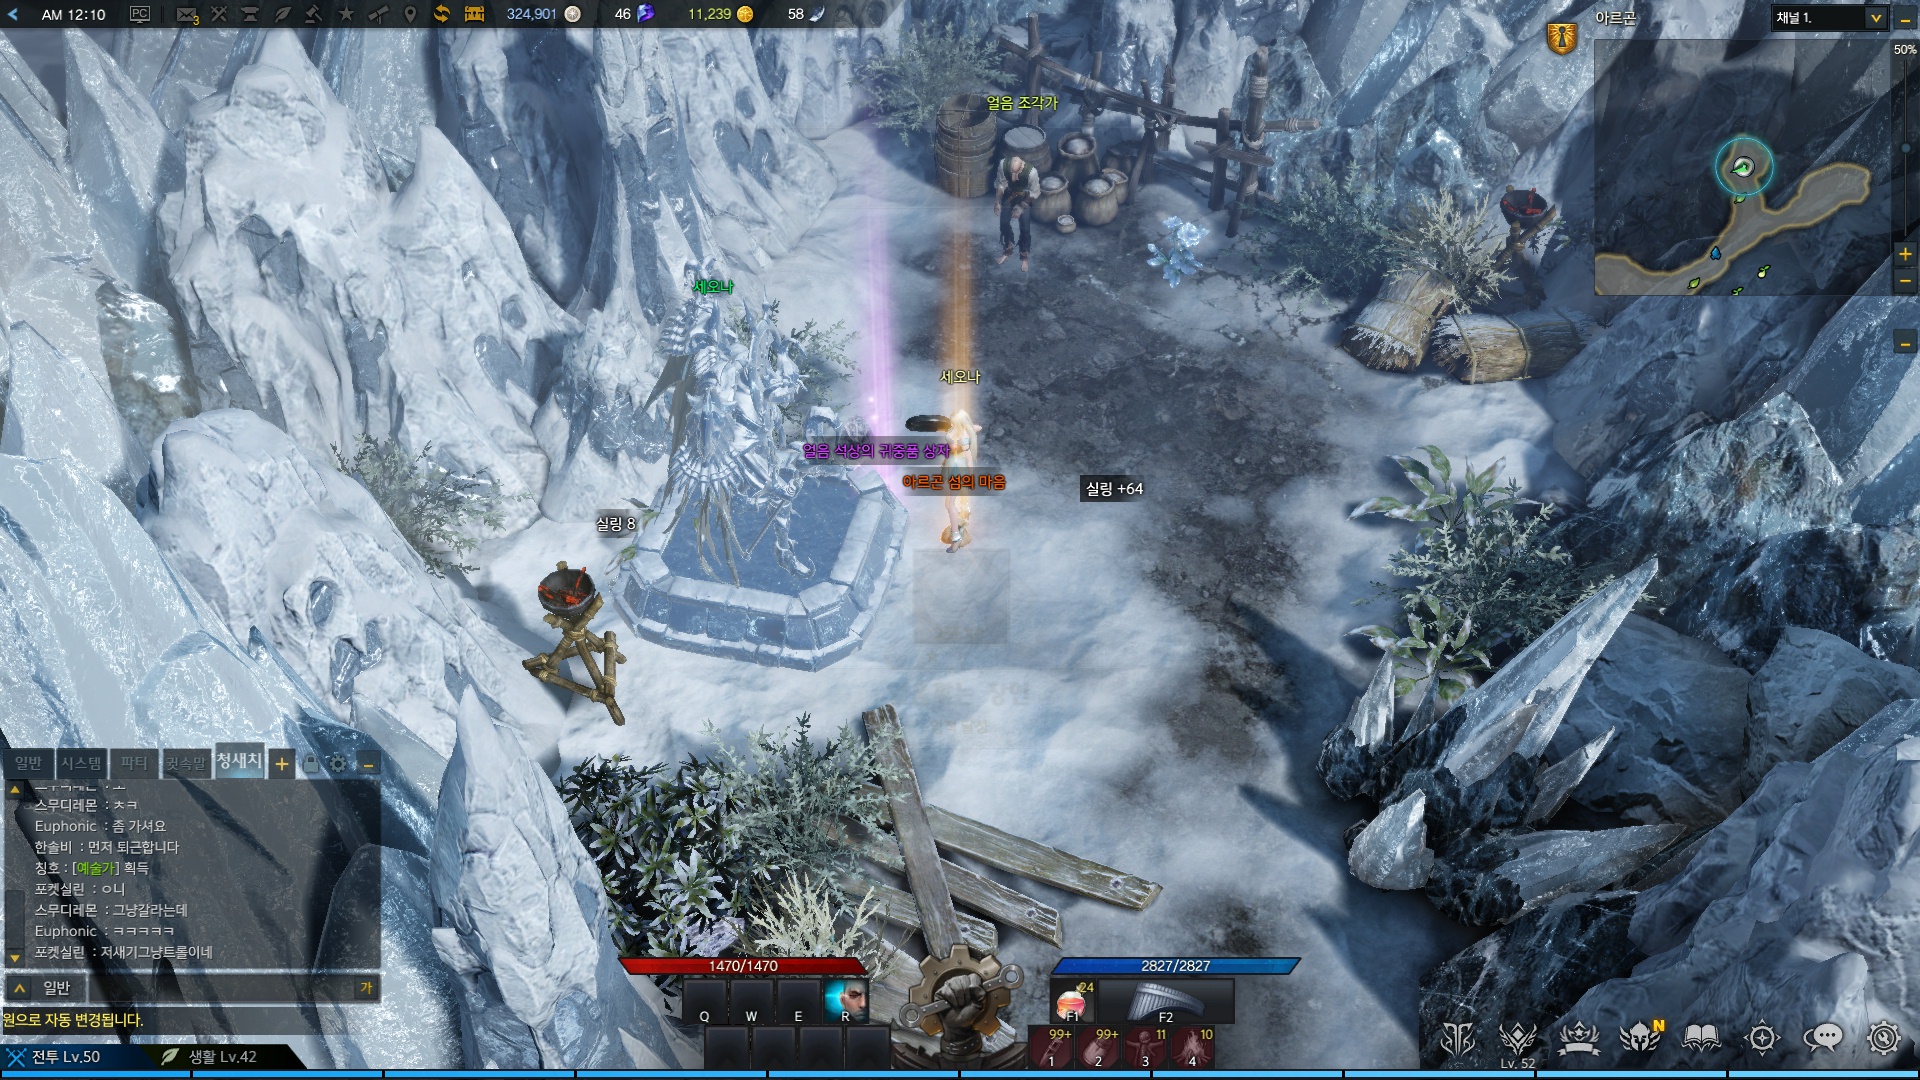 AM 12:10
PC
3
324,901
46
11,239
58
아르곤
채널 1.
50%
얼음 조각가
세오나
세오나
얼음 석상의 귀중품 상자
아르곤 섬의 마음
실링 +64
실링 8
일반
시스템
파티
귓속말
청새치
스무디레몬 : ㅊㅋ
Euphonic : 좀 가셔요
한솔비 : 먼저 퇴근합니다
칭호 : [예술가] 획득
포켓실린 : ㅇ니
스무디레몬 : 그냥갈라는데
Euphonic : ㅋㅋㅋㅋㅋ
포켓실린 : 저새기그냥트롤이네
일반
가
원으로 자동 변경됩니다.
전투 Lv.50
생활 Lv.42
1470/1470
2827/2827
Q
W
E
R
24
F1
F2
99+
99+
11
10
1
2
3
4
N
Lv. 52